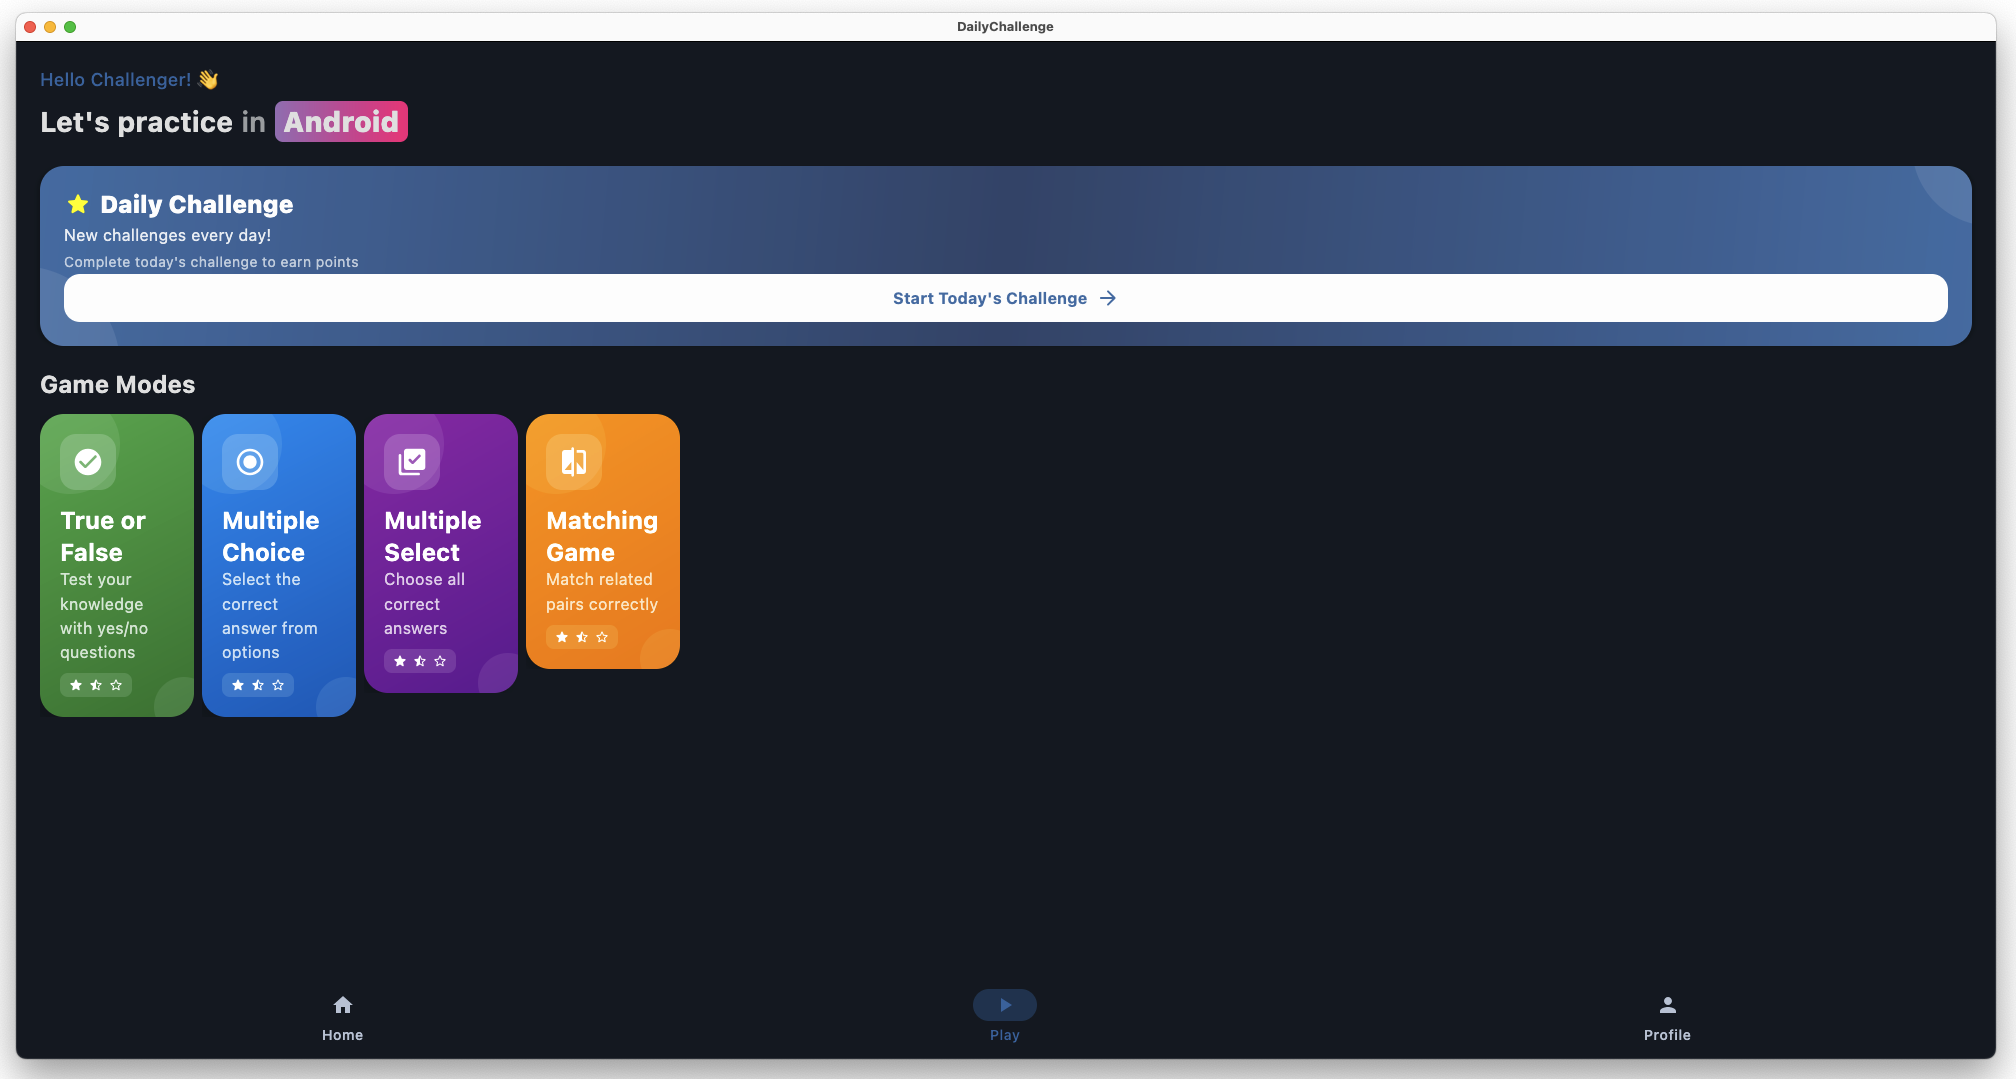 DailyChallenge
Hello Challenger! 👋
Let's practice in Android
Daily Challenge
New challenges every day!
Complete today's challenge to earn points
Start Today's Challenge →
Game Modes
True or
False
Test your
knowledge
with yes/no
questions
Multiple
Choice
Select the
correct
answer from
options
Multiple
Select
Choose all
correct
answers
Matching
Game
Match related
pairs correctly
Home
Play
Profile